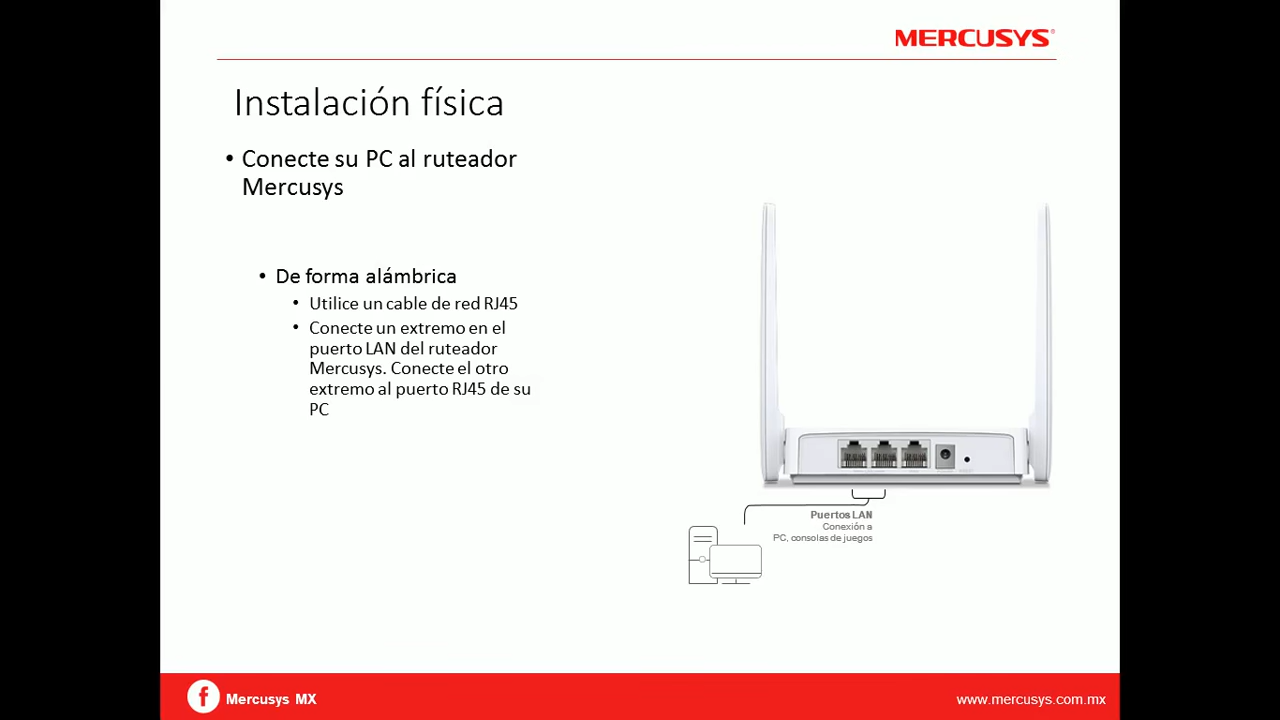 MERCUSYS
Instalación física
• Conecte su PC al ruteador
Mercusys
• De forma alámbrica
• Utilice un cable de red RJ45
• Conecte un extremo en el
puerto LAN del ruteador
Mercusys. Conecte el otro
extremo al puerto RJ45 de su
PC
Puertos LAN
Conexión a
PC, consolas de juegos
f Mercusys MX
www.mercusys.com.mx